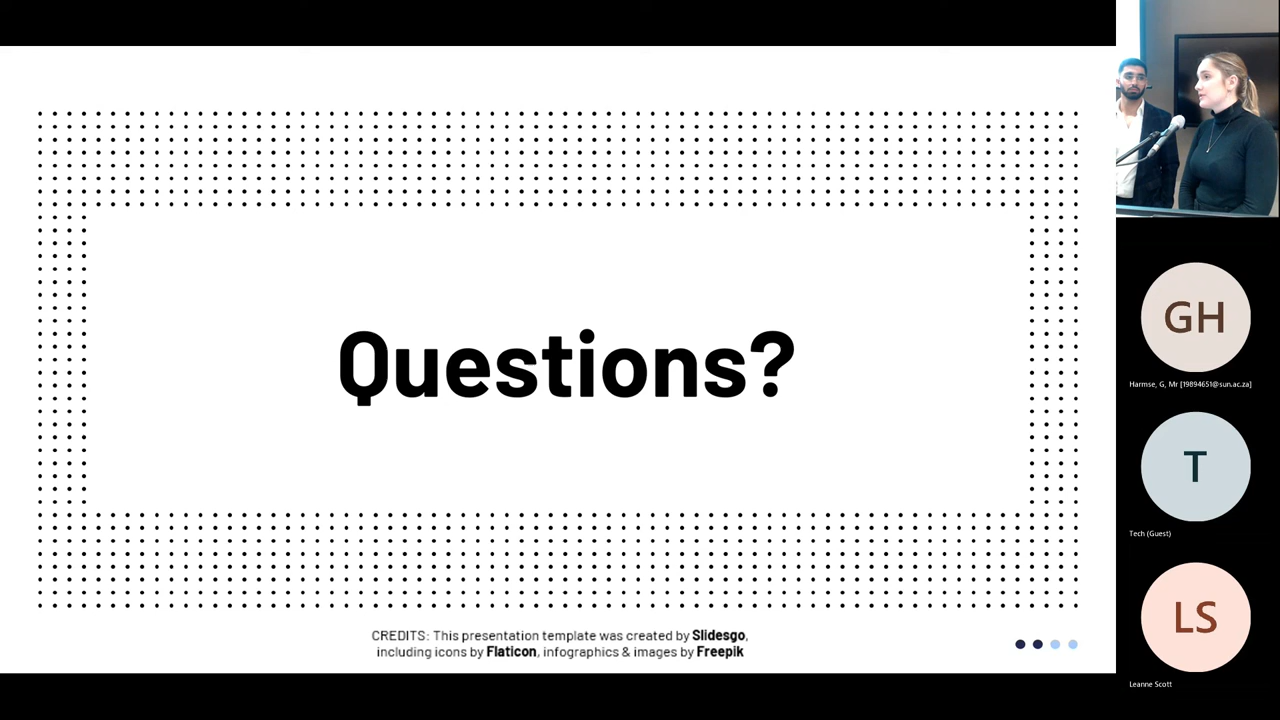 Questions?
CREDITS: This presentation template was created by Slidesgo,
including icons by Flaticon, infographics & images by Freepik
GH
Harmse, G, Mr [19894651@sun.ac.za]
T
Tech (Guest)
LS
Leanne Scott